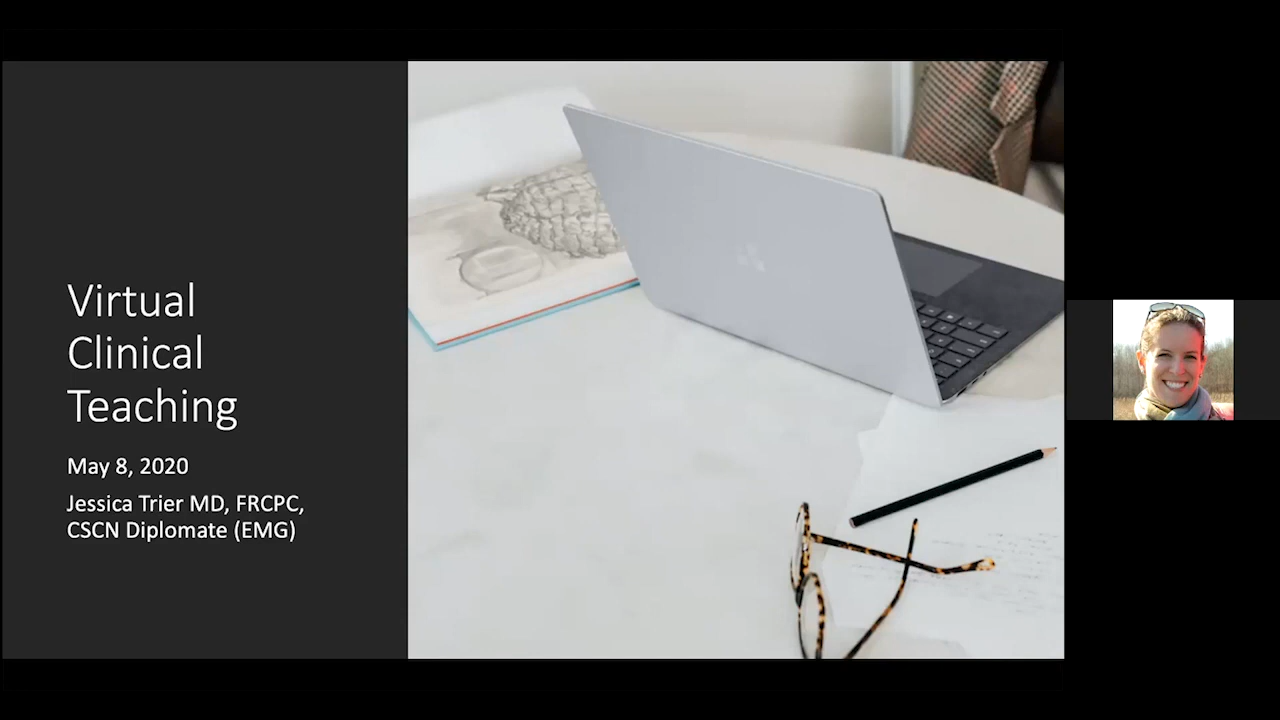 Virtual
Clinical
Teaching
May 8, 2020
Jessica Trier MD, FRCPC,
CSCN Diplomate (EMG)